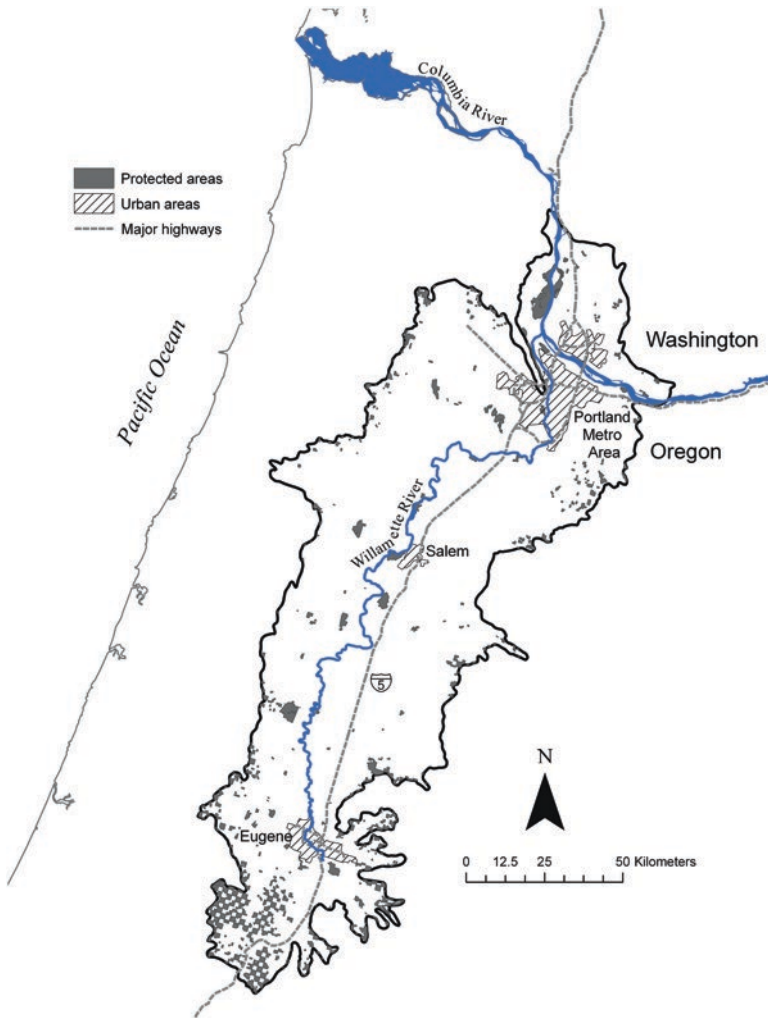 Columbia River
Protected areas
Urban areas
Major highways
Pacific Ocean
Washington
Portland
Metro
Area
Oregon
Willamette River
Salem
5
N
Eugene
0 12.5 25 50 Kilometers